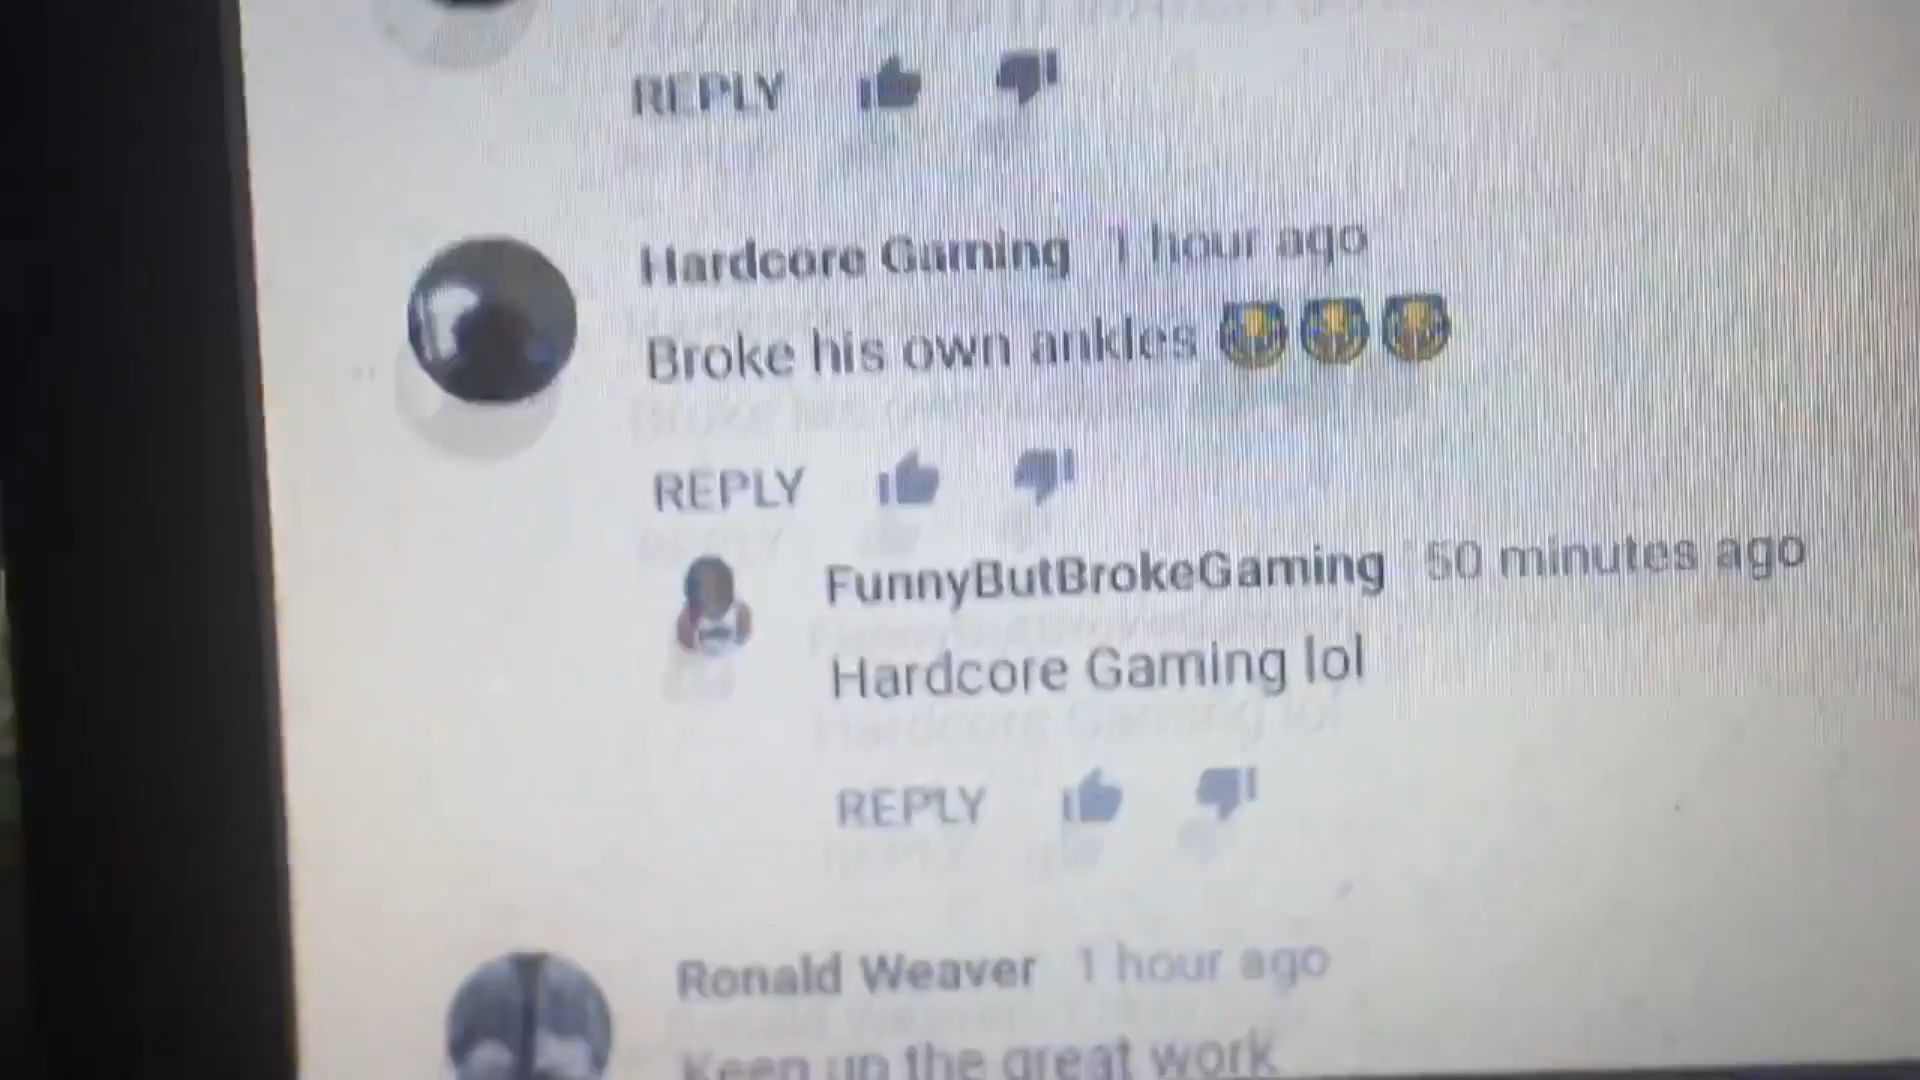 REPLY
Hardcore Gaming 1 hour ago
Broke his own ankles
REPLY
FunnyButBrokeGaming 50 minutes ago
Hardcore Gaming lol
REPLY
Ronald Weaver 1 hour ago
Keep up the great work